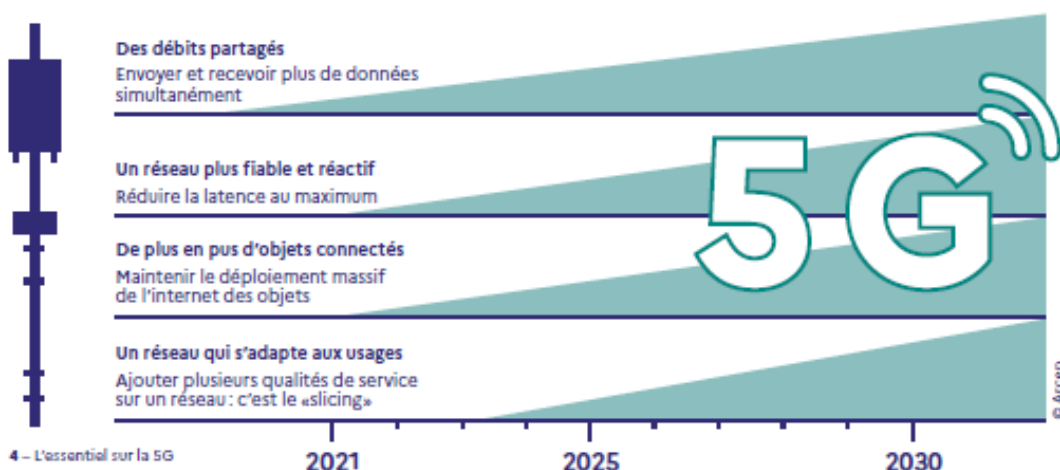 Des débits partagés
Envoyer et recevoir plus de données
simultanément
Un réseau plus fiable et réactif
Réduire la latence au maximum
De plus en pus d'objets connectés
Maintenir le déploiement massif
de l'internet des objets
Un réseau qui s'adapte aux usages
Ajouter plusieurs qualités de service
sur un réseau : c'est le «slicing»
5G
© Arcep
4 – L'essentiel sur la 5G
2021
2025
2030